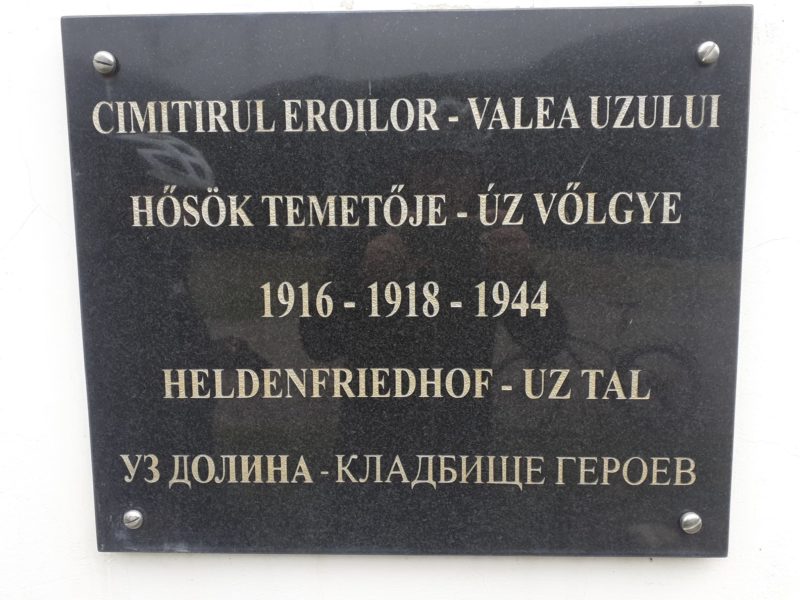 CIMITIRUL EROILOR - VALEA UZULUI
HŐSÖK TEMETŐJE - ÚZ VŐLGYE
1916 - 1918 - 1944
HELDENFRIEDHOF - UZ TAL
УЗ ДОЛИНА - КЛАДБИЩЕ ГЕРОЕВ